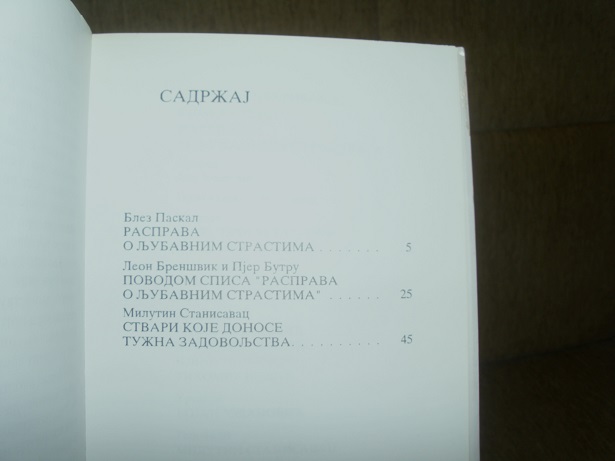 САДРЖАЈ
Блез Паскал
РАСПРАВА
О ЉУБАВНИМ СТРАСТИМА . . . . . . . 5
Леон Бреншвик и Пјер Бутру
ПОВОДОМ СПИСА "РАСПРАВА
О ЉУБАВНИМ СТРАСТИМА" . . . . . . 25
Милутин Станисавац
СТВАРИ КОЈЕ ДОНОСЕ
ТУЖНА ЗАДОВОЉСТВА. . . . . . . . . . 45